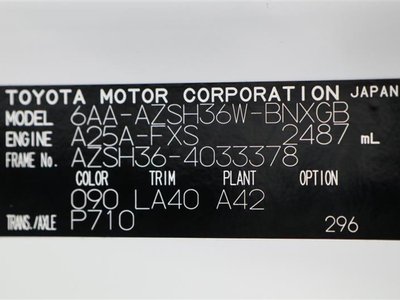 TOYOTA MOTOR CORPORATION JAPAN
MODEL 6AA-AZSH36W-BNXGB
ENGINE A25A-FXS 2487 mL
FRAME No. AZSH36-4033378
COLOR TRIM PLANT OPTION
090 LA40 A42
TRANS./AXLE P710 296